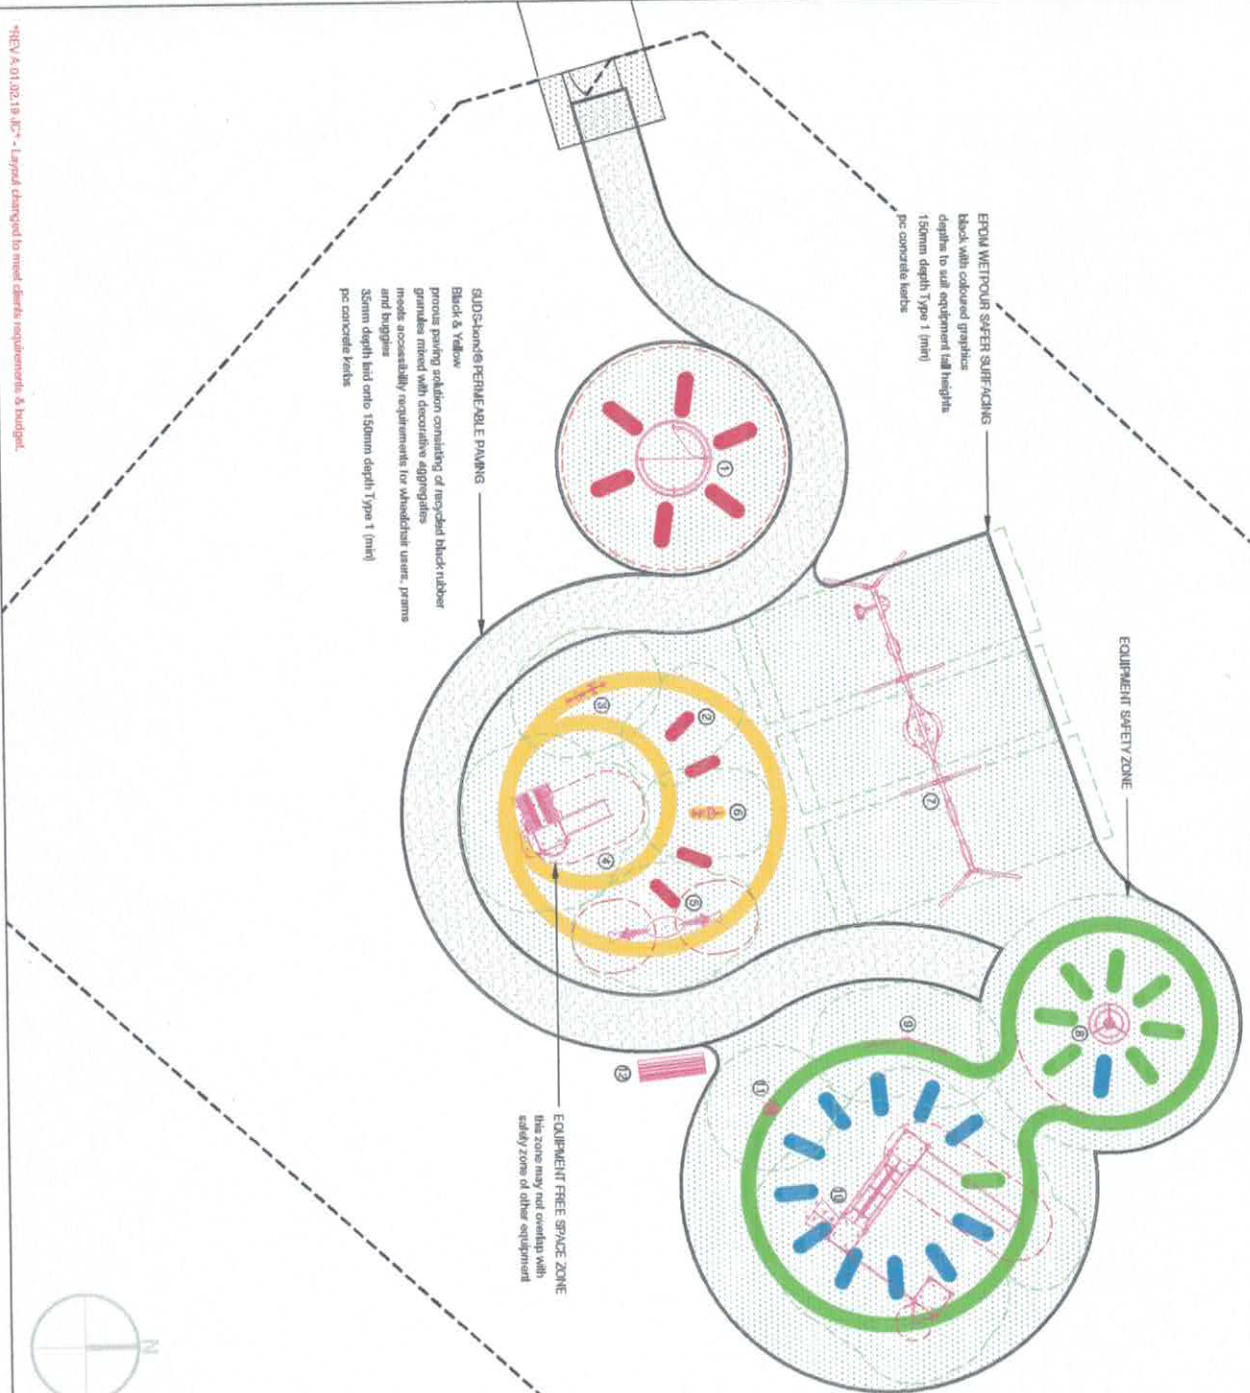 *REV A 01.02.19 JC* - Layout changed to meet clients requirements & budget.
EPDM WETPOUR SAFER SURFACING
black with coloured graphics
depths to suit equipment fall heights
150mm depth Type 1 (min)
pc concrete kerbs
SUDS-bond® PERMEABLE PAVING
Black & Yellow
porous paving solution consisting of recycled black rubber
granules mixed with decorative aggregates
meets accessibility requirements for wheelchair users, prams
and buggies
35mm depth laid onto 150mm depth Type 1 (min)
pc concrete kerbs
EQUIPMENT SAFETY ZONE
EQUIPMENT FREE SPACE ZONE
this zone may not overlap with
safety zone of other equipment
1
2
3
4
5
6
7
8
9
10
11
12
N